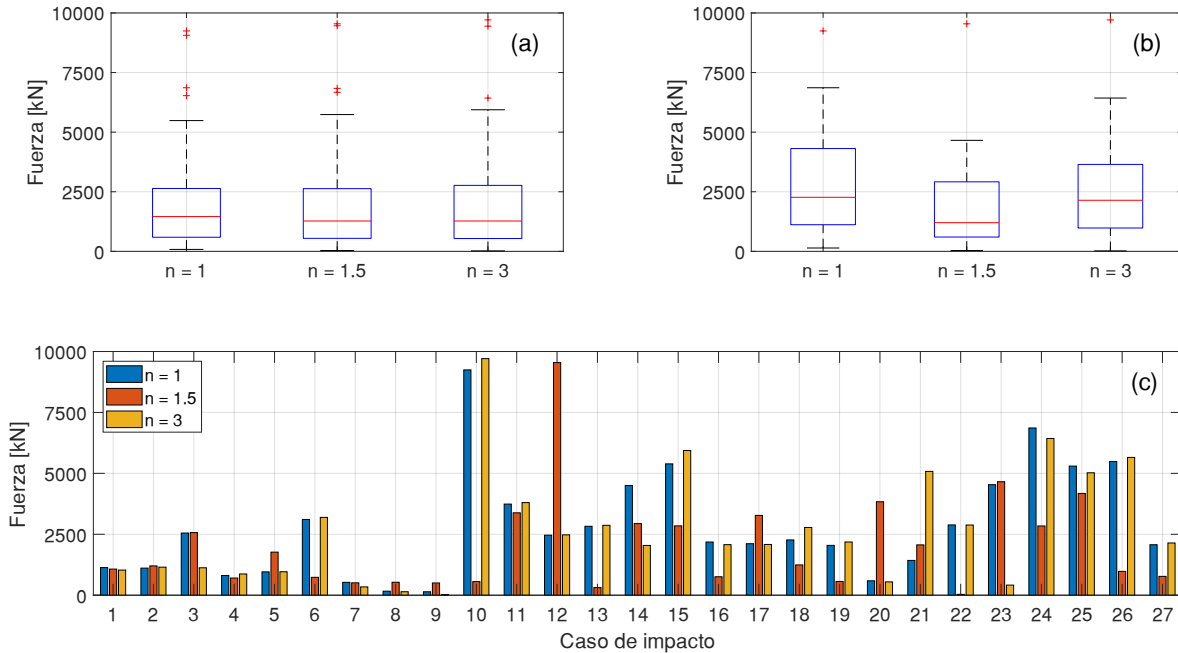 10000
7500
5000
2500
0
Fuerza [kN]
(a)
n = 1
n = 1.5
n = 3
10000
7500
5000
2500
0
Fuerza [kN]
(b)
n = 1
n = 1.5
n = 3
10000
7500
5000
2500
0
Fuerza [kN]
n = 1
n = 1.5
n = 3
(c)
1 2 3 4 5 6 7 8 9 10 11 12 13 14 15 16 17 18 19 20 21 22 23 24 25 26 27
Caso de impacto